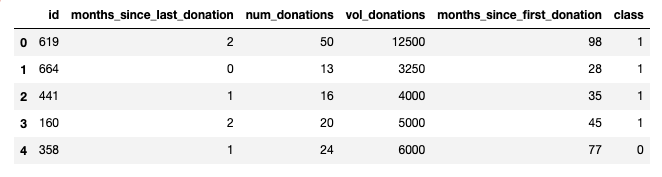 id months_since_last_donation num_donations vol_donations months_since_first_donation class
0 619 2 50 12500 98 1
1 664 0 13 3250 28 1
2 441 1 16 4000 35 1
3 160 2 20 5000 45 1
4 358 1 24 6000 77 0